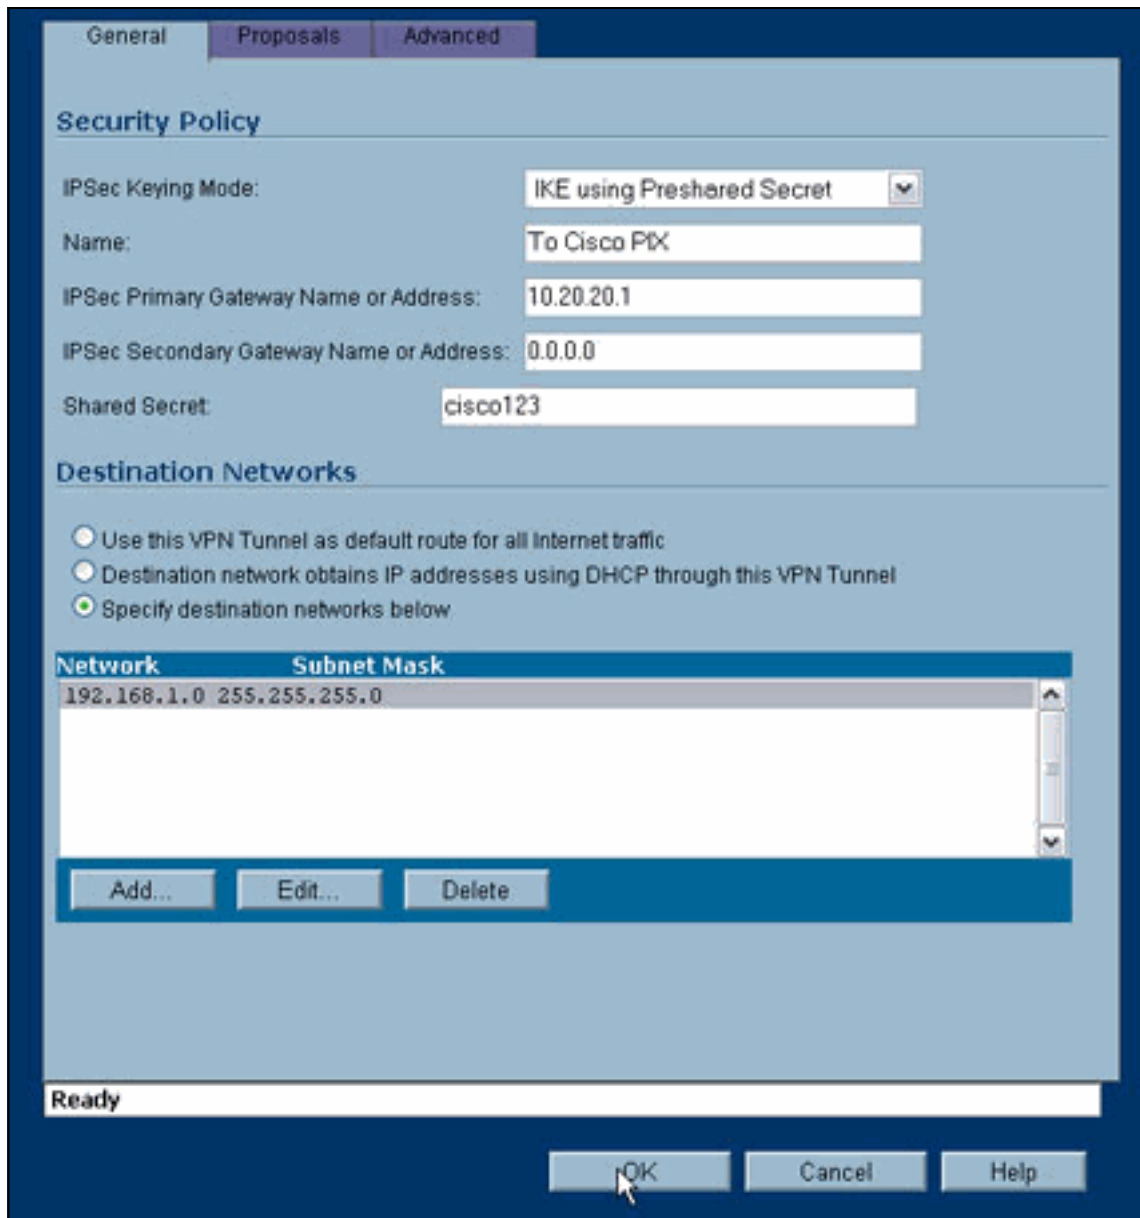 General Proposals Advanced
Security Policy
IPSec Keying Mode: IKE using Preshared Secret
Name: To Cisco PIX
IPSec Primary Gateway Name or Address: 10.20.20.1
IPSec Secondary Gateway Name or Address: 0.0.0.0
Shared Secret: cisco123
Destination Networks
Use this VPN Tunnel as default route for all Internet traffic
Destination network obtains IP addresses using DHCP through this VPN Tunnel
Specify destination networks below
Network Subnet Mask
192.168.1.0 255.255.255.0
Add... Edit... Delete
Ready
OK Cancel Help